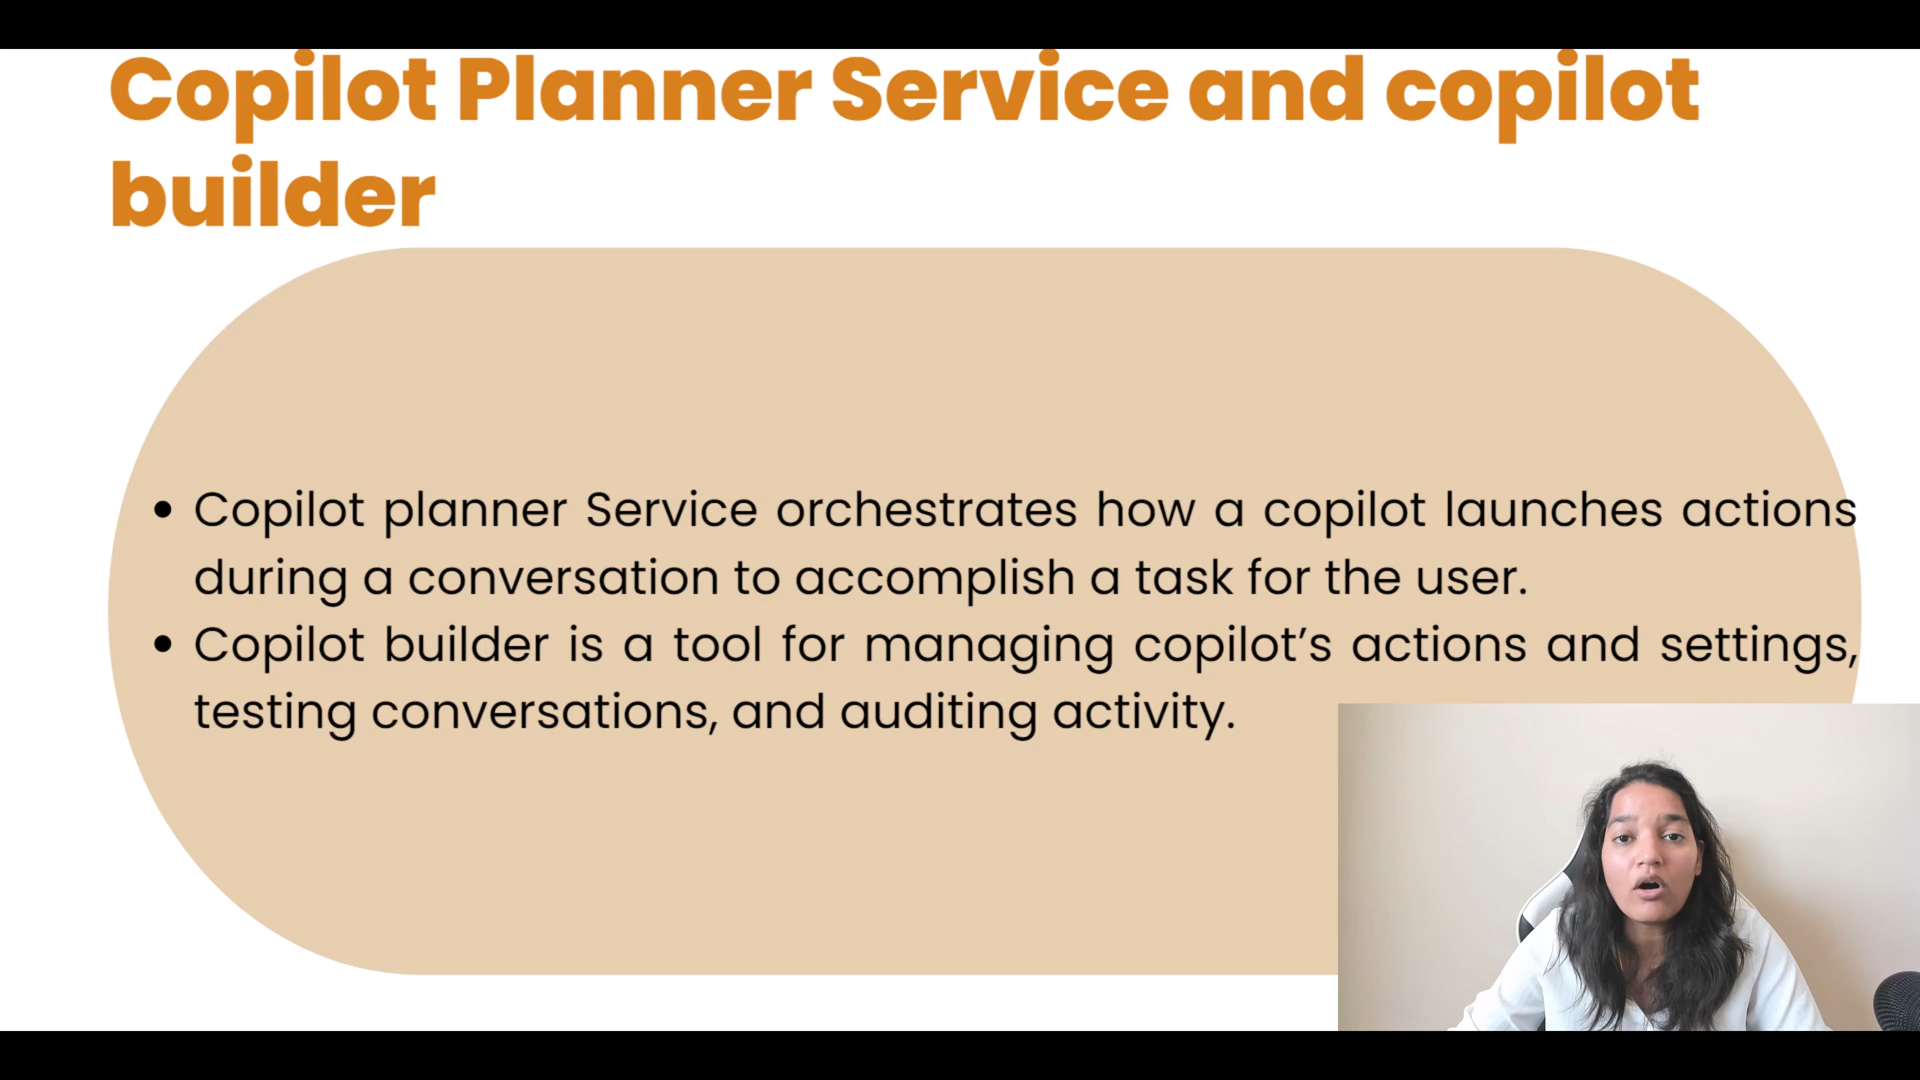 Copilot Planner Service and copilot
builder
• Copilot planner Service orchestrates how a copilot launches actions
during a conversation to accomplish a task for the user.
• Copilot builder is a tool for managing copilot’s actions and settings,
testing conversations, and auditing activity.